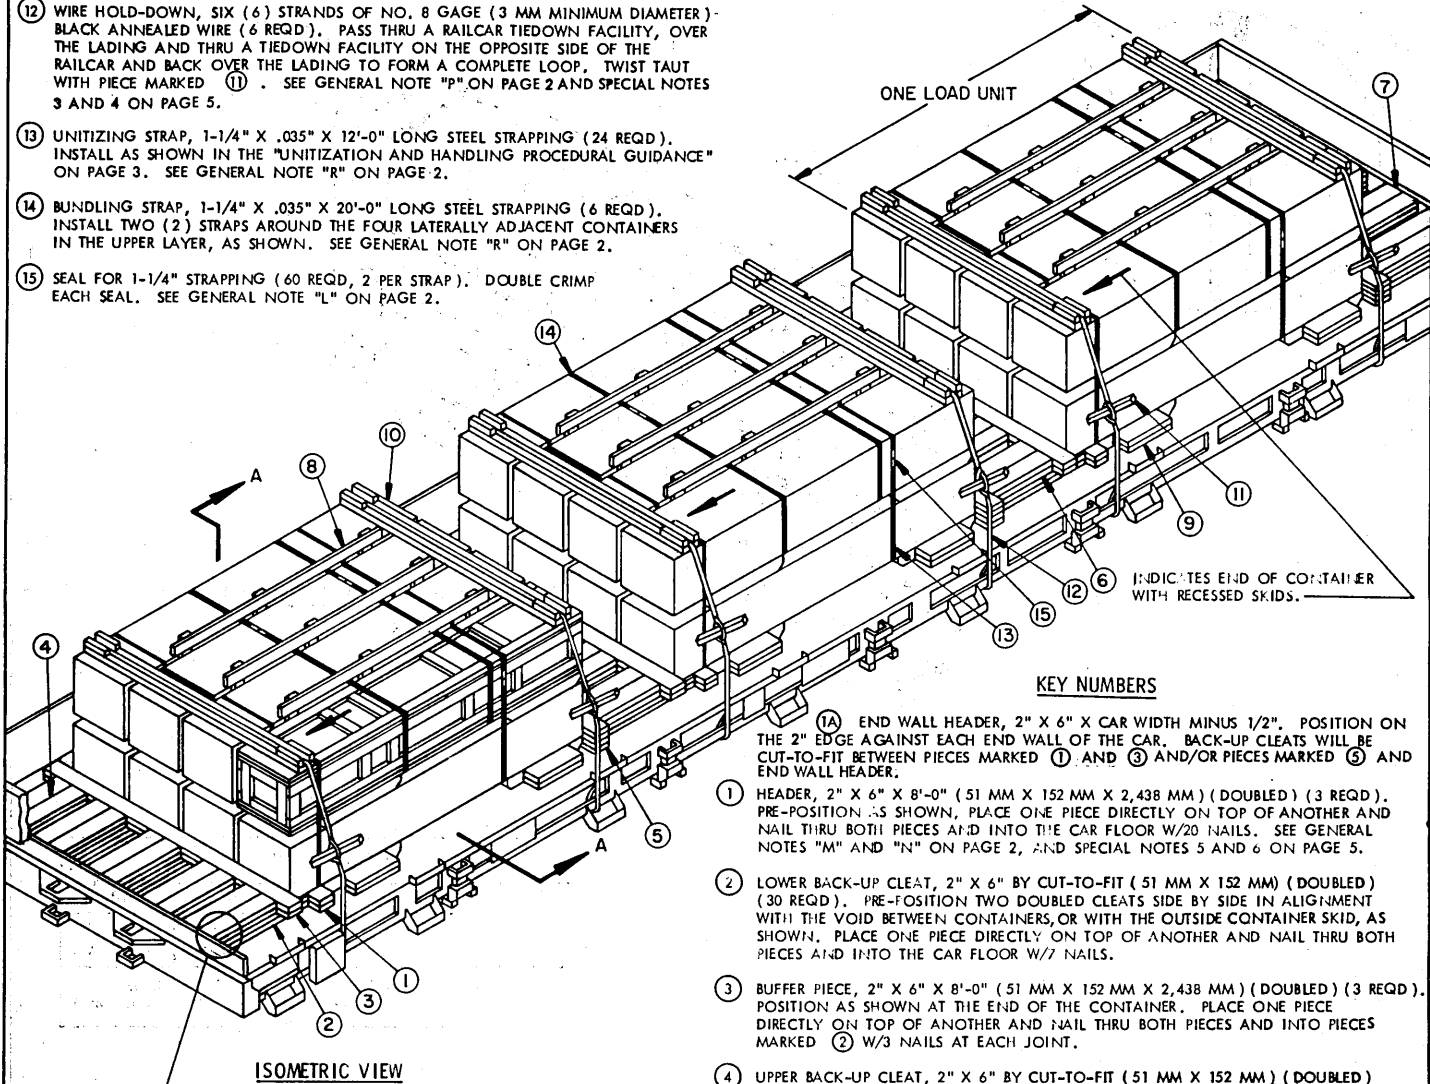 ⑫ WIRE HOLD-DOWN, SIX (6) STRANDS OF NO. 8 GAGE (3 MM MINIMUM DIAMETER)
BLACK ANNEALED WIRE (6 REQD). PASS THRU A RAILCAR TIEDOWN FACILITY, OVER
THE LADING AND THRU A TIEDOWN FACILITY ON THE OPPOSITE SIDE OF THE
RAILCAR AND BACK OVER THE LADING TO FORM A COMPLETE LOOP. TWIST TAUT
WITH PIECE MARKED ⑪ . SEE GENERAL NOTE "P" ON PAGE 2 AND SPECIAL NOTES
3 AND 4 ON PAGE 5.
⑬ UNITIZING STRAP, 1-1/4" X .035" X 12'-0" LONG STEEL STRAPPING (24 REQD).
INSTALL AS SHOWN IN THE "UNITIZATION AND HANDLING PROCEDURAL GUIDANCE"
ON PAGE 3. SEE GENERAL NOTE "R" ON PAGE 2.
⑭ BUNDLING STRAP, 1-1/4" X .035" X 20'-0" LONG STEEL STRAPPING (6 REQD).
INSTALL TWO (2) STRAPS AROUND THE FOUR LATERALLY ADJACENT CONTAINERS
IN THE UPPER LAYER, AS SHOWN. SEE GENERAL NOTE "R" ON PAGE 2.
⑮ SEAL FOR 1-1/4" STRAPPING (60 REQD, 2 PER STRAP). DOUBLE CRIMP
EACH SEAL. SEE GENERAL NOTE "L" ON PAGE 2.
ONE LOAD UNIT
⑦
⑭
⑩
⑧
A
④
⑪
⑨
⑥
⑫
⑮
⑬
INDICATES END OF CONTAINER
WITH RECESSED SKIDS.
⑤
A
①
③
②
ISOMETRIC VIEW
KEY NUMBERS
(1A) END WALL HEADER, 2" X 6" X CAR WIDTH MINUS 1/2". POSITION ON
THE 2" EDGE AGAINST EACH END WALL OF THE CAR. BACK-UP CLEATS WILL BE
CUT-TO-FIT BETWEEN PIECES MARKED ① AND ③ AND/OR PIECES MARKED ⑤ AND
END WALL HEADER.
① HEADER, 2" X 6" X 8'-0" (51 MM X 152 MM X 2,438 MM) (DOUBLED) (3 REQD).
PRE-POSITION AS SHOWN, PLACE ONE PIECE DIRECTLY ON TOP OF ANOTHER AND
NAIL THRU BOTH PIECES AND INTO THE CAR FLOOR W/20 NAILS. SEE GENERAL
NOTES "M" AND "N" ON PAGE 2, AND SPECIAL NOTES 5 AND 6 ON PAGE 5.
② LOWER BACK-UP CLEAT, 2" X 6" BY CUT-TO-FIT (51 MM X 152 MM) (DOUBLED)
(30 REQD). PRE-POSITION TWO DOUBLED CLEATS SIDE BY SIDE IN ALIGNMENT
WITH THE VOID BETWEEN CONTAINERS, OR WITH THE OUTSIDE CONTAINER SKID, AS
SHOWN. PLACE ONE PIECE DIRECTLY ON TOP OF ANOTHER AND NAIL THRU BOTH
PIECES AND INTO THE CAR FLOOR W/7 NAILS.
③ BUFFER PIECE, 2" X 6" X 8'-0" (51 MM X 152 MM X 2,438 MM) (DOUBLED) (3 REQD).
POSITION AS SHOWN AT THE END OF THE CONTAINER. PLACE ONE PIECE
DIRECTLY ON TOP OF ANOTHER AND NAIL THRU BOTH PIECES AND INTO PIECES
MARKED ② W/3 NAILS AT EACH JOINT.
④ UPPER BACK-UP CLEAT, 2" X 6" BY CUT-TO-FIT (51 MM X 152 MM) (DOUBLED)